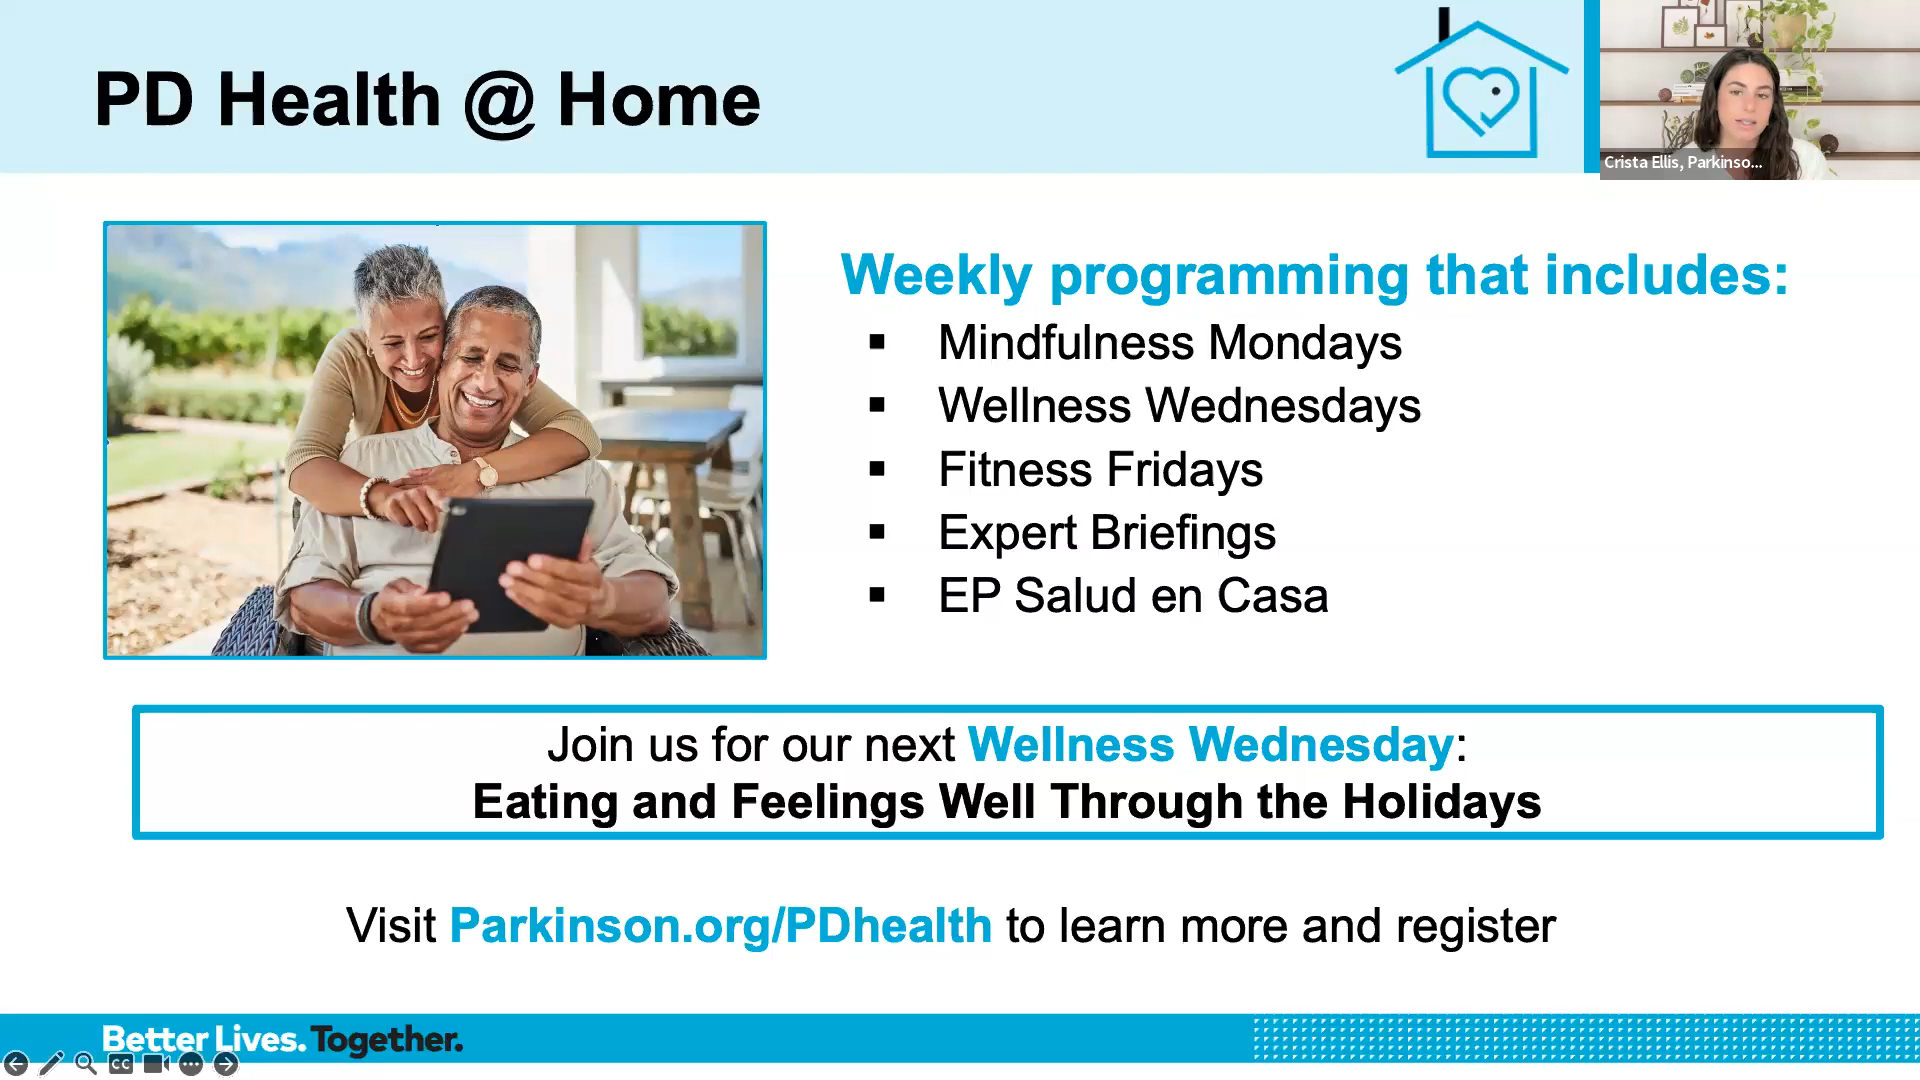 PD Health @ Home
Crista Ellis, Parkinso...
Weekly programming that includes:
▪ Mindfulness Mondays
▪ Wellness Wednesdays
▪ Fitness Fridays
▪ Expert Briefings
▪ EP Salud en Casa
Join us for our next Wellness Wednesday:
Eating and Feelings Well Through the Holidays
Visit Parkinson.org/PDhealth to learn more and register
Better Lives. Together.
CC